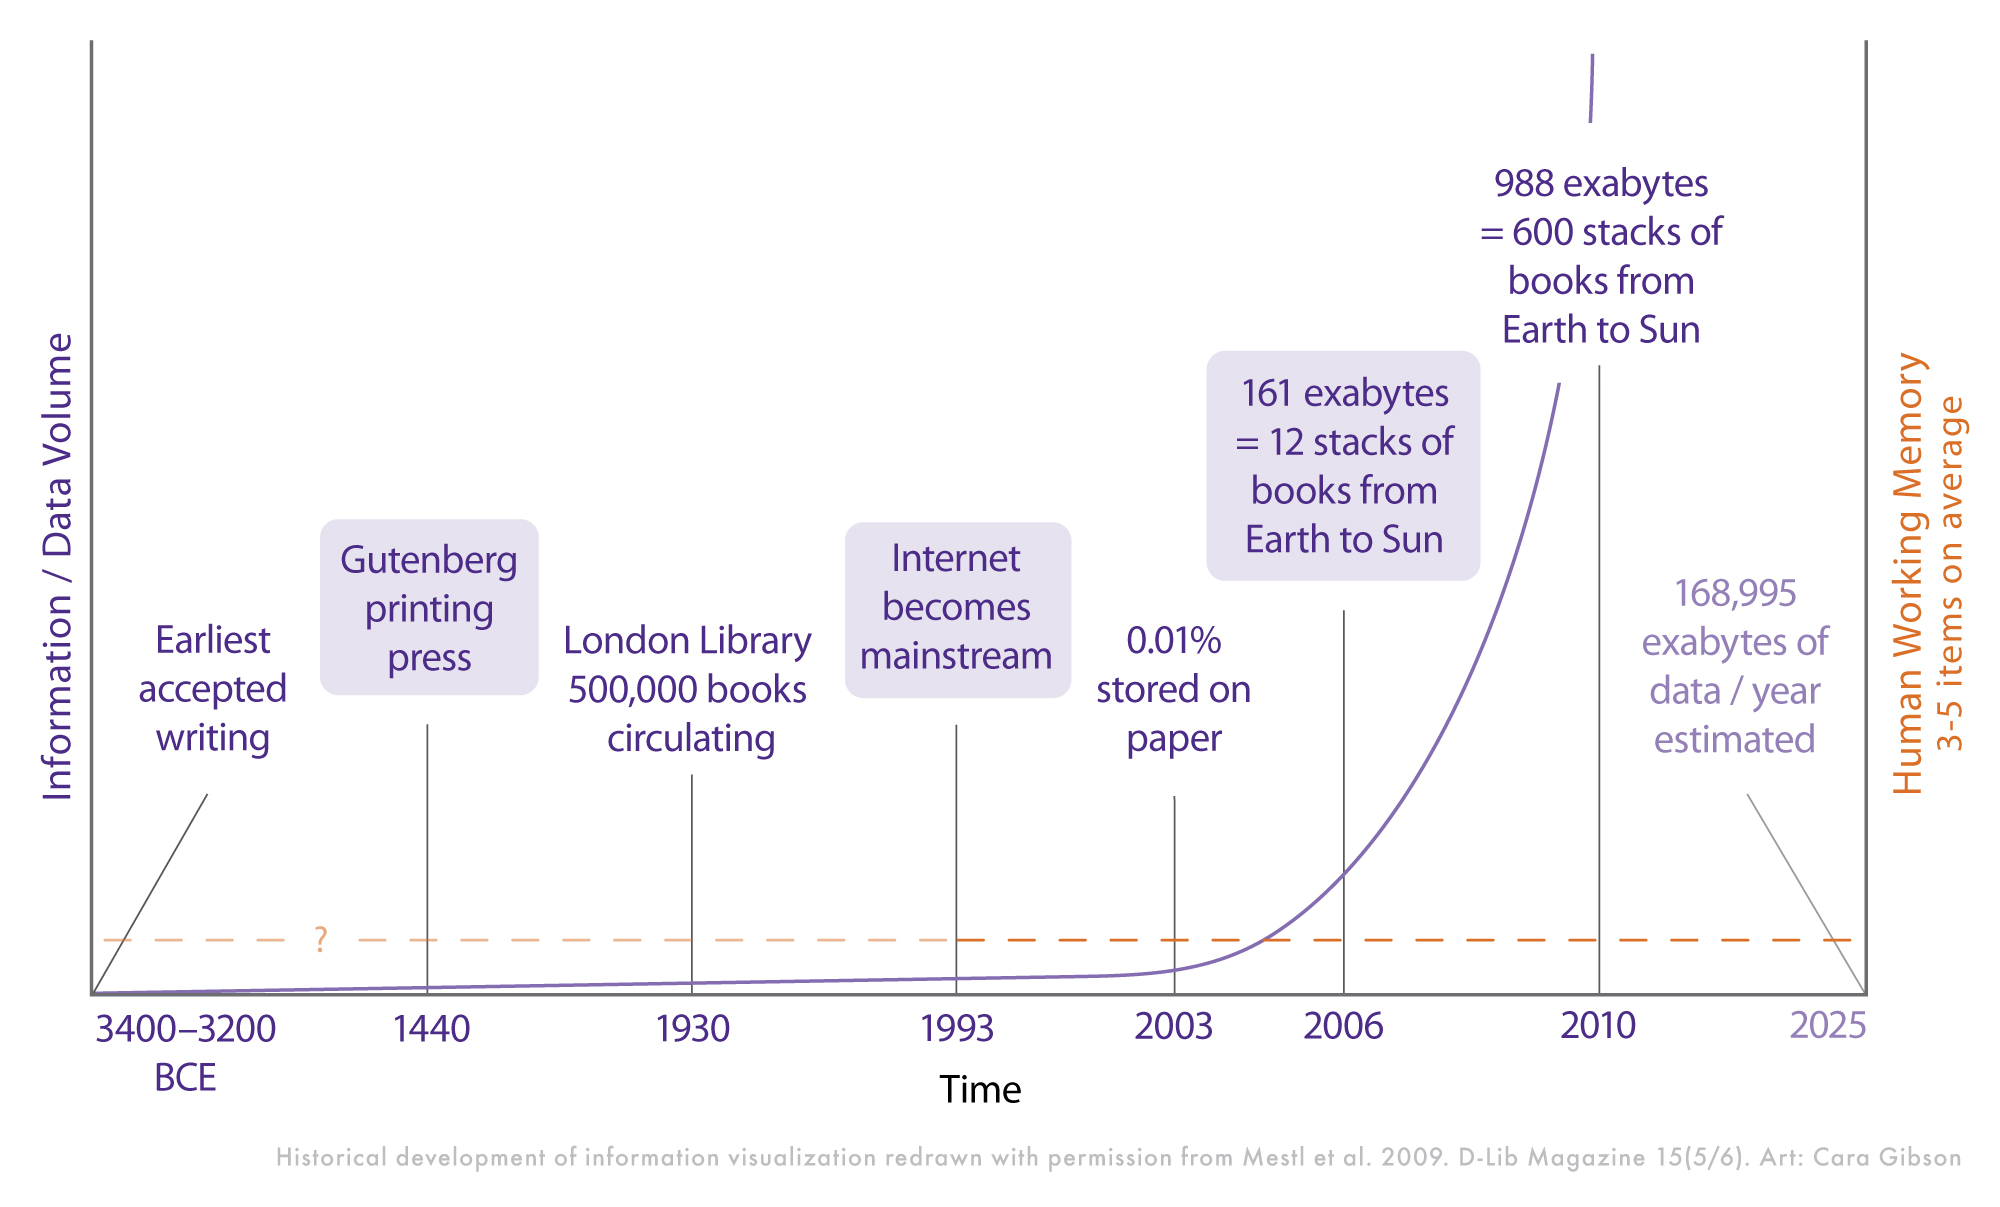 Information / Data Volume
Earliest
accepted
writing
Gutenberg
printing
press
London Library
500,000 books
circulating
Internet
becomes
mainstream
0.01%
stored on
paper
161 exabytes
= 12 stacks of
books from
Earth to Sun
988 exabytes
= 600 stacks of
books from
Earth to Sun
168,995
exabytes of
data / year
estimated
Human Working Memory
3-5 items on average
?
3400–3200
BCE
1440
1930
1993
2003
2006
2010
2025
Time
Historical development of information visualization redrawn with permission from Mestl et al. 2009. D-Lib Magazine 15(5/6). Art: Cara Gibson